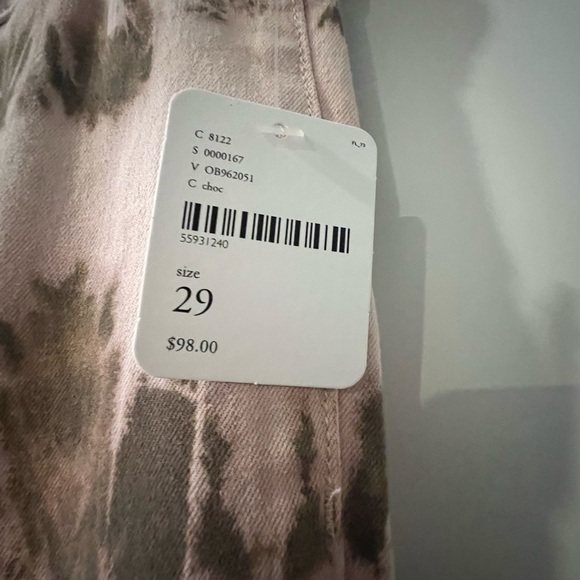 C 8122
S 0000167
V OB962051
C choc
55931240
size
29
$98.00